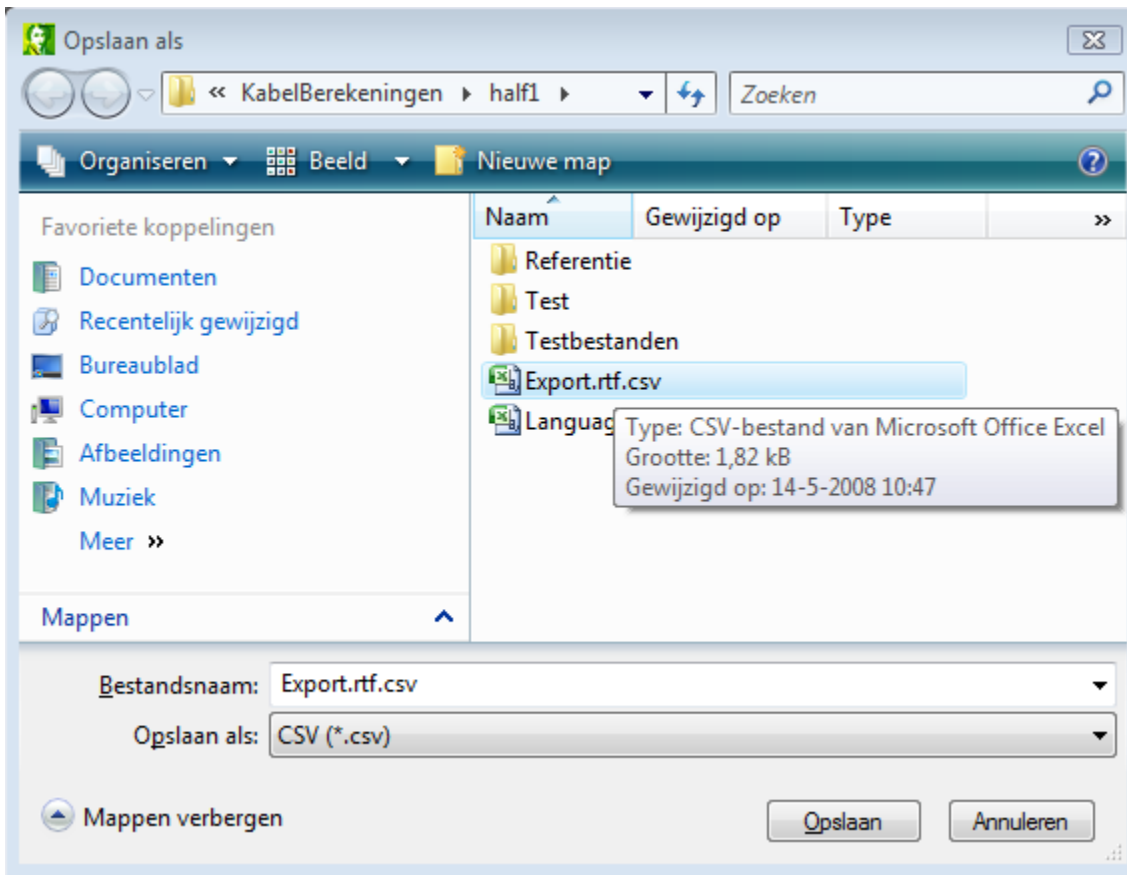 Opslaan als
« KabelBerekeningen half1 Zoeken
Organiseren Beeld Nieuwe map
Favoriete koppelingen
Documenten
Recentelijk gewijzigd
Bureaublad
Computer
Afbeeldingen
Muziek
Meer »
Mappen
Naam Gewijzigd op Type »
Referentie
Test
Testbestanden
Export.rtf.csv
Languag
Type: CSV-bestand van Microsoft Office Excel
Grootte: 1,82 kB
Gewijzigd op: 14-5-2008 10:47
Bestandsnaam: Export.rtf.csv
Opslaan als: CSV (*.csv)
Mappen verbergen Opslaan Annuleren